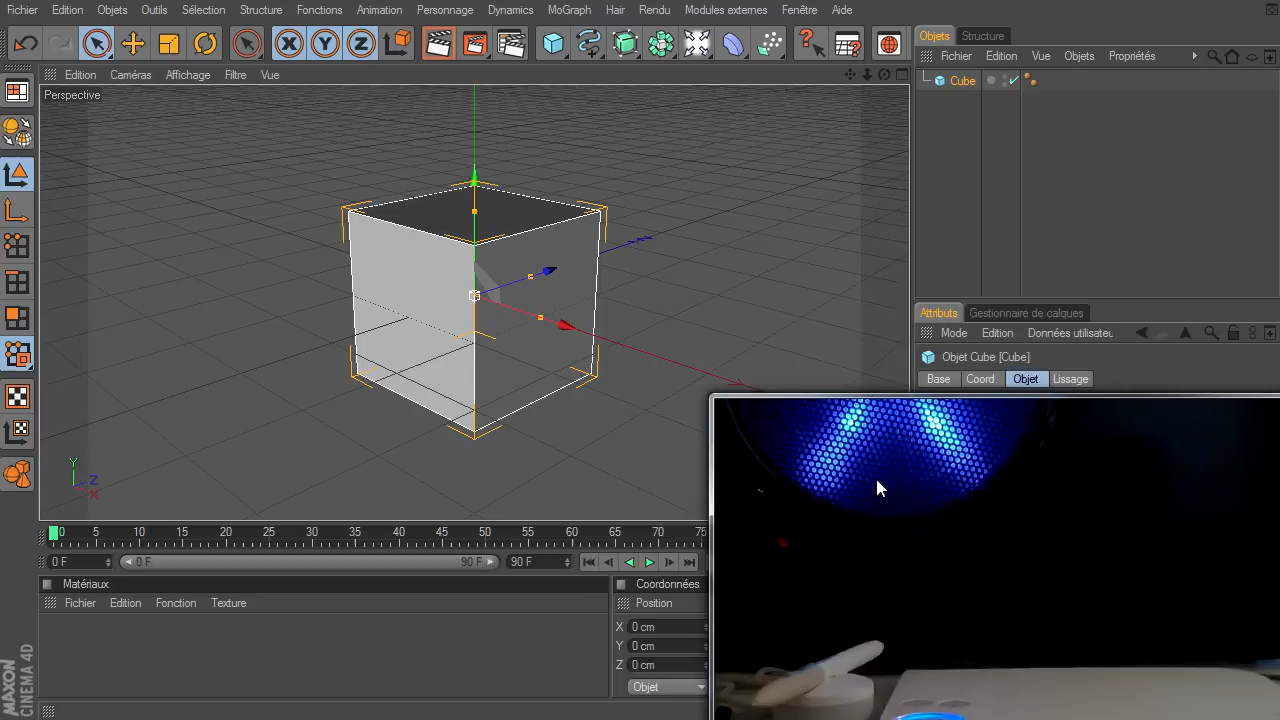 Fichier Edition Objets Outils Sélection Structure Fonctions Animation Personnage Dynamics MoGraph Hair Rendu Modules externes Fenêtre Aide
X Y Z
Objets Structure
Fichier Edition Vue Objets Propriétés
Cube
Edition Caméras Affichage Filtre Vue
Perspective
Y
Z
X
Attributs Gestionnaire de calques
Mode Edition Données utilisateu
Objet Cube [Cube]
Base Coord. Objet Lissage
0 5 10 15 20 25 30 35 40 45 50 55 60 65 70 75
0 F 0 F 90 F 90 F
Matériaux
Fichier Edition Fonction Texture
Coordonnées
Position
X 0 cm
Y 0 cm
Z 0 cm
Objet
MAXON
CINEMA 4D